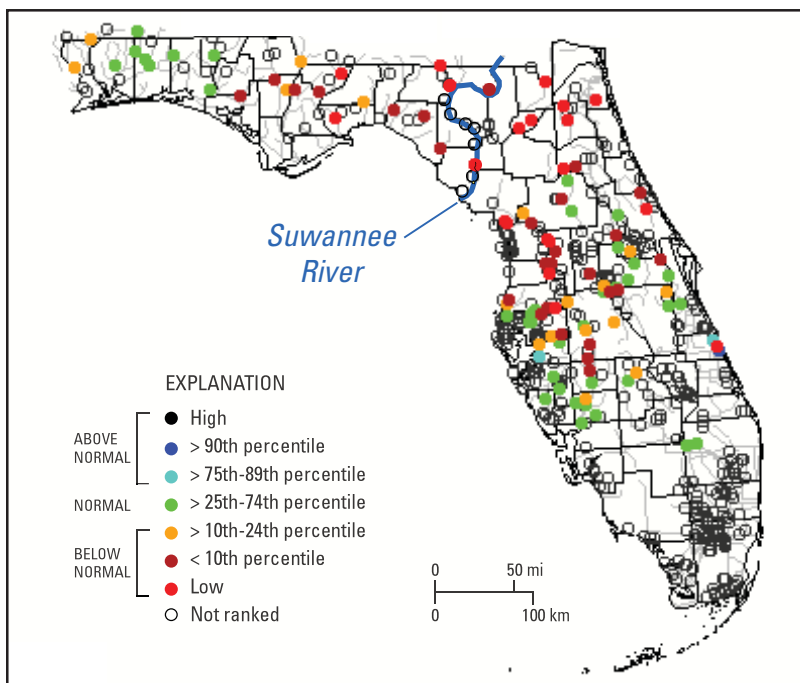 Suwannee
River
EXPLANATION
ABOVE
NORMAL
High
> 90th percentile
> 75th-89th percentile
NORMAL
> 25th-74th percentile
BELOW
NORMAL
> 10th-24th percentile
< 10th percentile
Low
Not ranked
0 50 mi
0 100 km